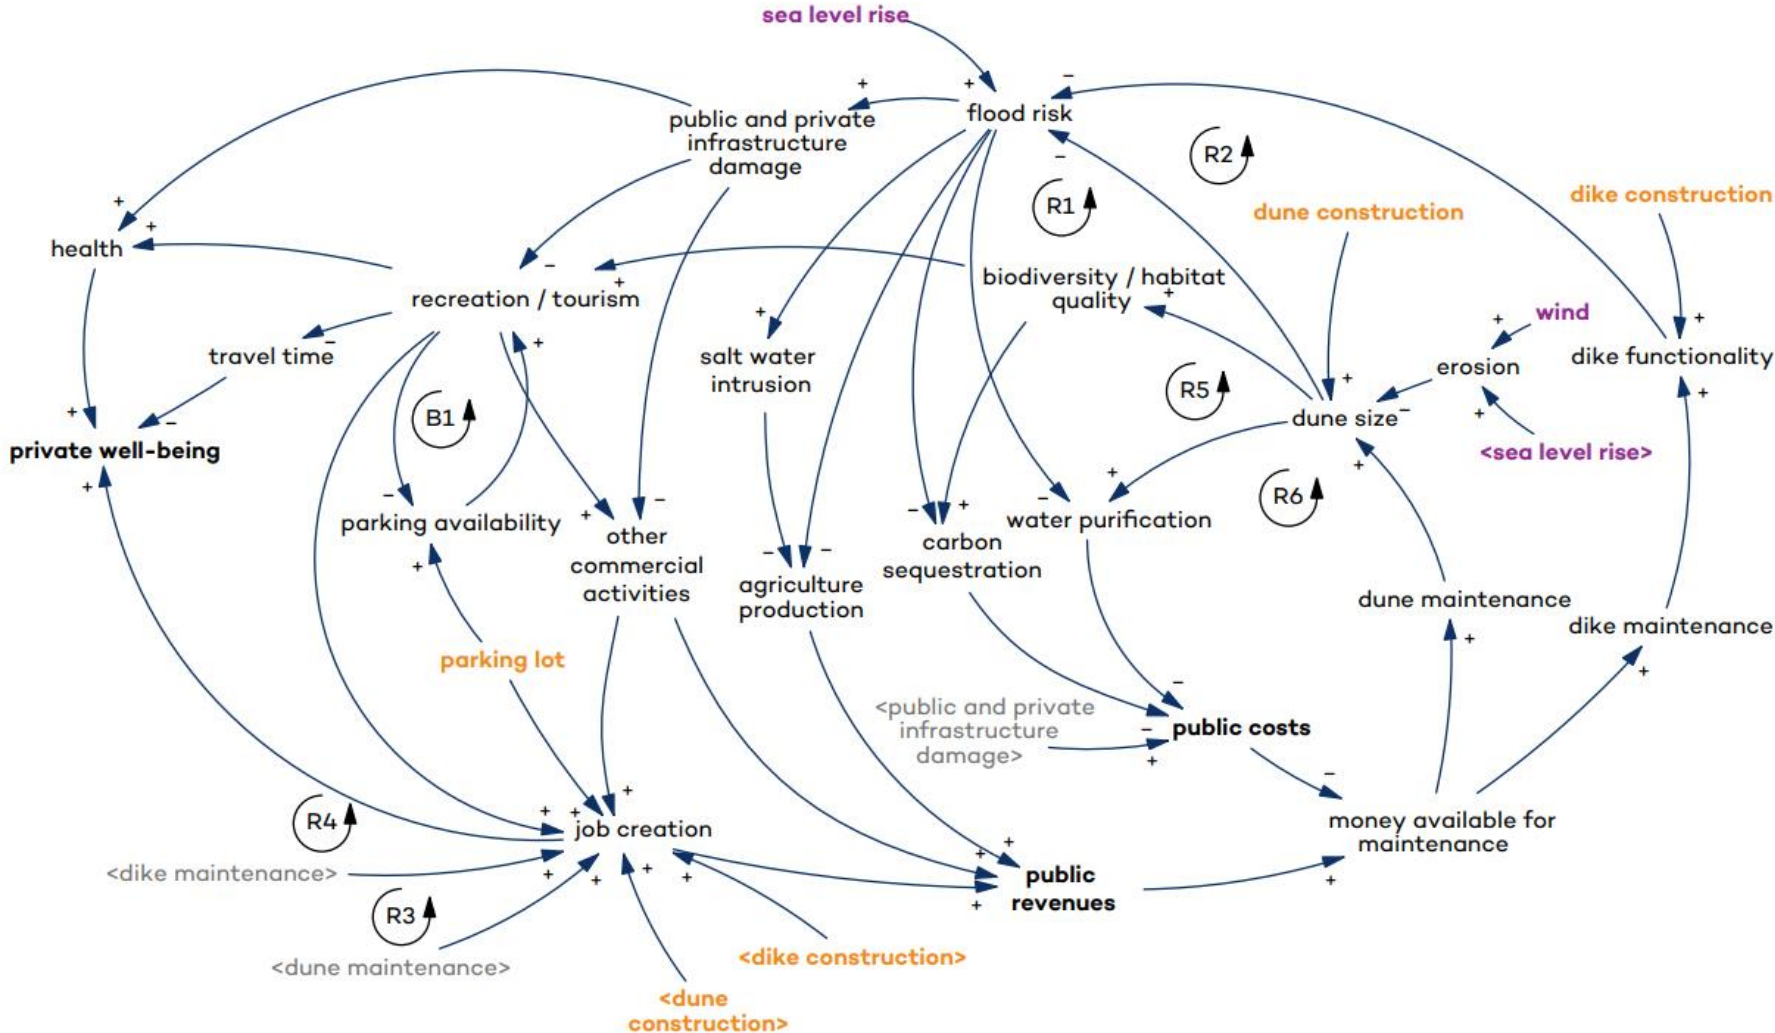 sea level rise
+
+
−
flood risk
public and private
infrastructure
damage
−
R2
R1
dike construction
dune construction
+
+
health
−
+
biodiversity / habitat
quality
+
recreation / tourism
+
wind
+
+
salt water
intrusion
travel time
−
+
erosion
dike functionality
+
R5
+
−
dune size
+
+
−
B1
private well-being
+
<sea level rise>
+
+
R6
−
parking availability
+
−
other
commercial
activities
−
+
−
water purification
carbon
sequestration
+
−
−
agriculture
production
dune maintenance
+
dike maintenance
+
parking lot
−
<public and private
infrastructure
damage>
−
public costs
+
−
+
+
+
R4
job creation
money available for
maintenance
+
+
<dike maintenance>
+
+
+
+
public
revenues
+
+
R3
<dune maintenance>
<dike construction>
<dune
construction>